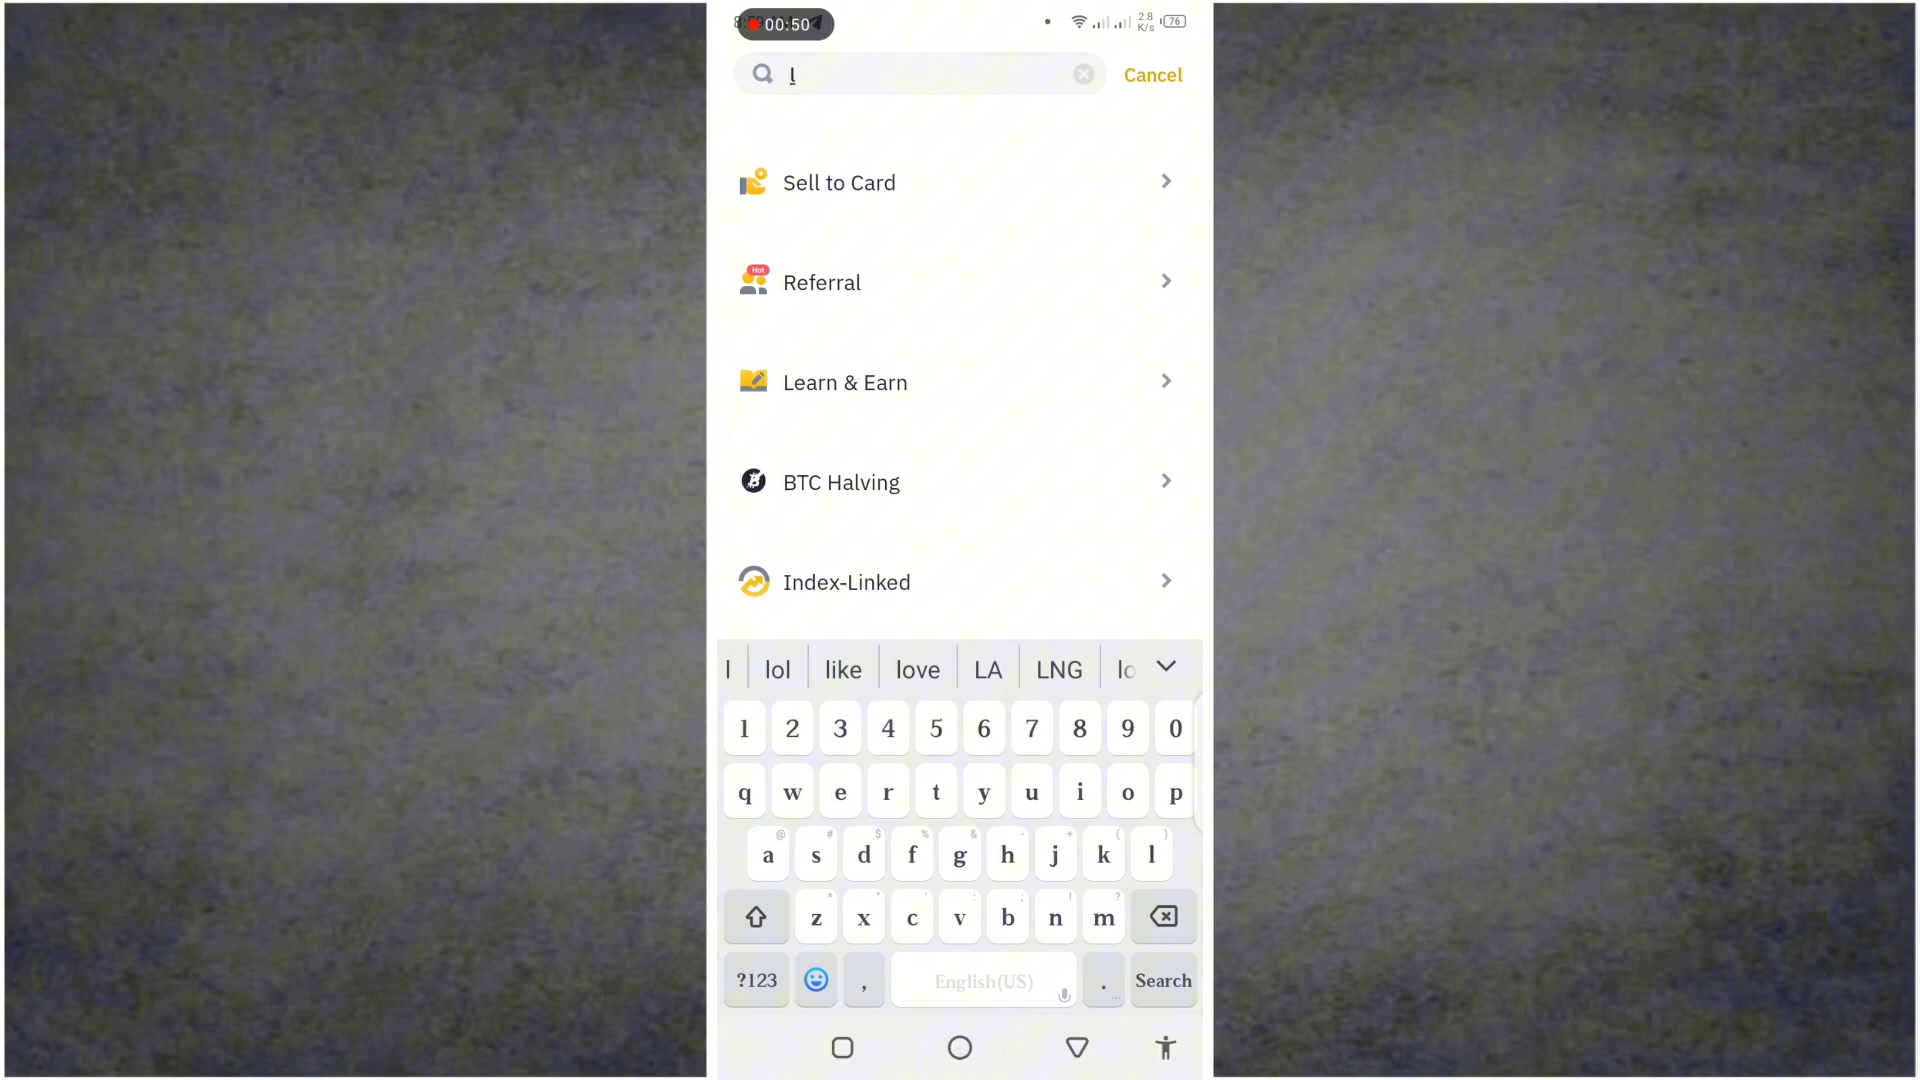 00:50
2.8
K/s
76
l
Cancel
Sell to Card
Hot
Referral
Learn & Earn
BTC Halving
Index-Linked
l lol like love LA LNG lo
1 2 3 4 5 6 7 8 9 0
q w e r t y u i o p
@ # $ % & - + ( )
a s d f g h j k l
* " ' : ; ! ?
z x c v b n m
?123 , English(US) . Search